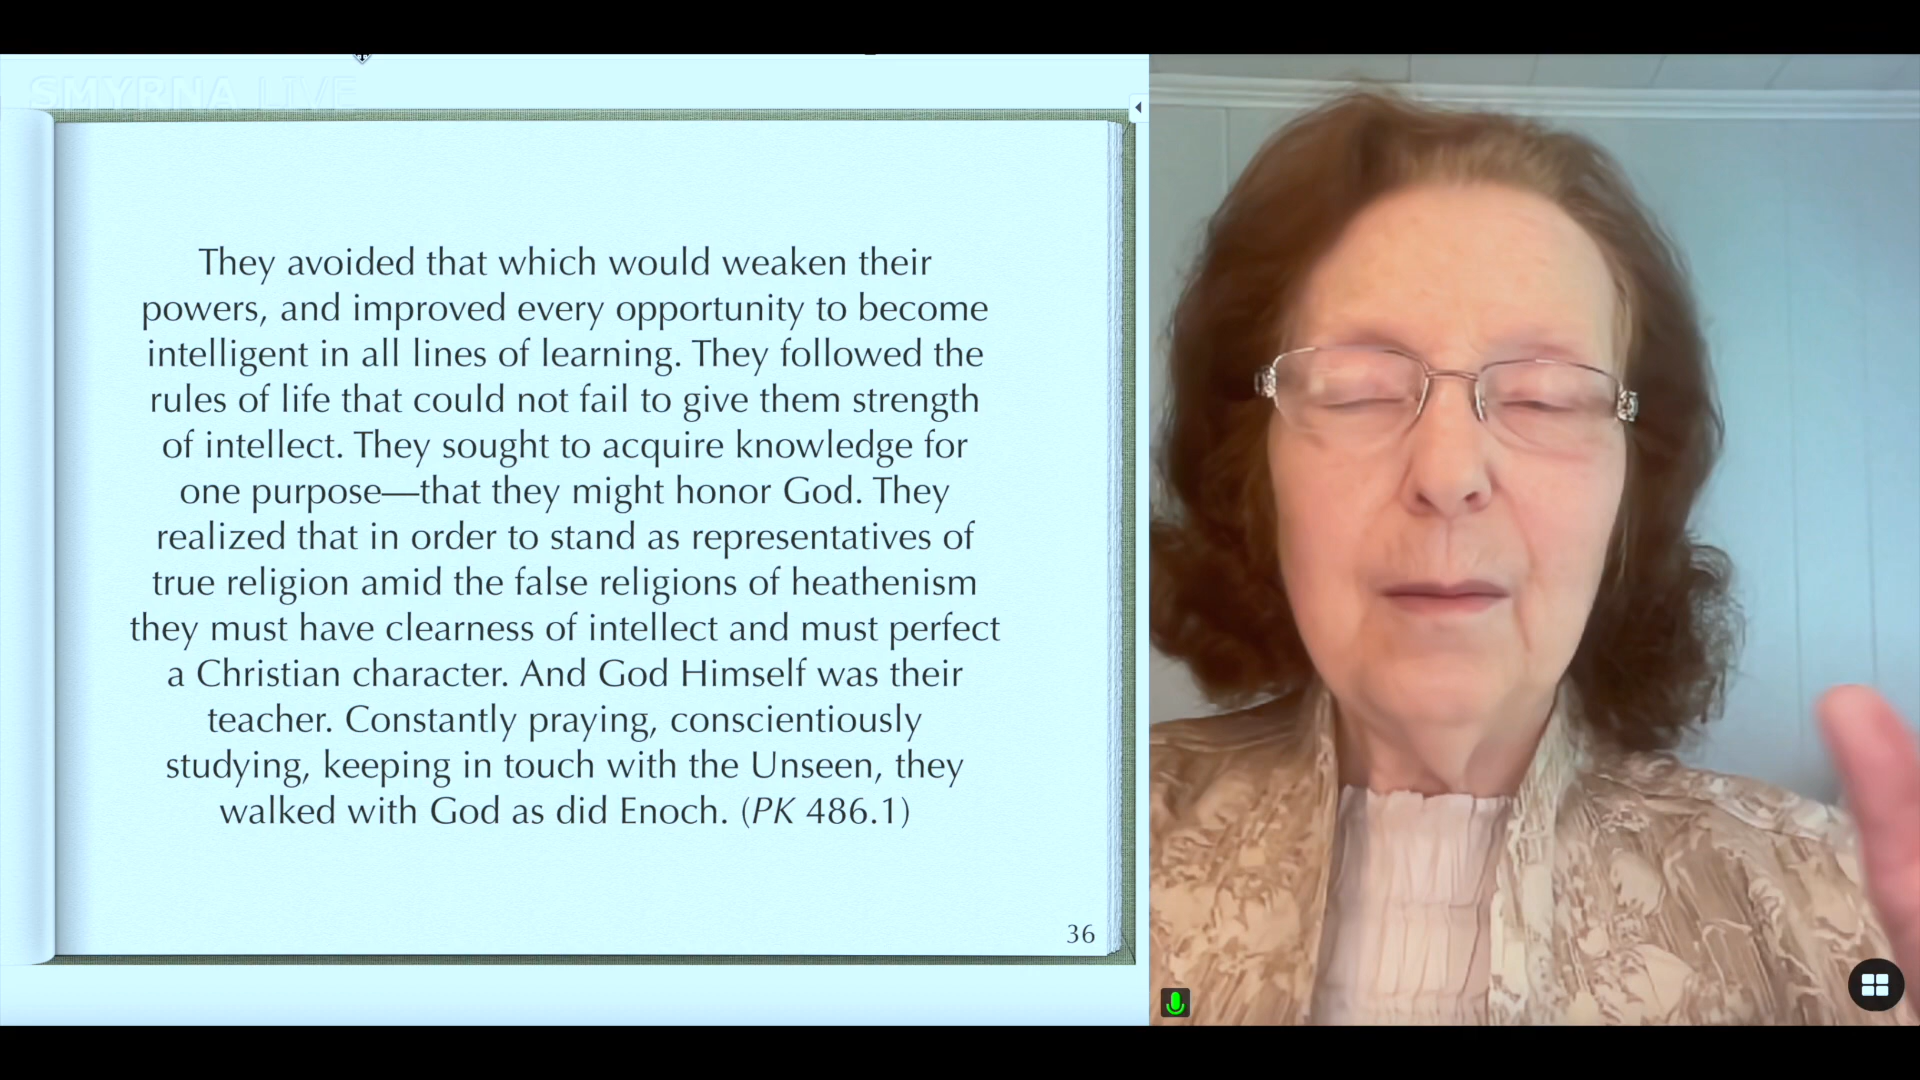 SMYRNA LIVE
They avoided that which would weaken their
powers, and improved every opportunity to become
intelligent in all lines of learning. They followed the
rules of life that could not fail to give them strength
of intellect. They sought to acquire knowledge for
one purpose—that they might honor God. They
realized that in order to stand as representatives of
true religion amid the false religions of heathenism
they must have clearness of intellect and must perfect
a Christian character. And God Himself was their
teacher. Constantly praying, conscientiously
studying, keeping in touch with the Unseen, they
walked with God as did Enoch. (PK 486.1)
36